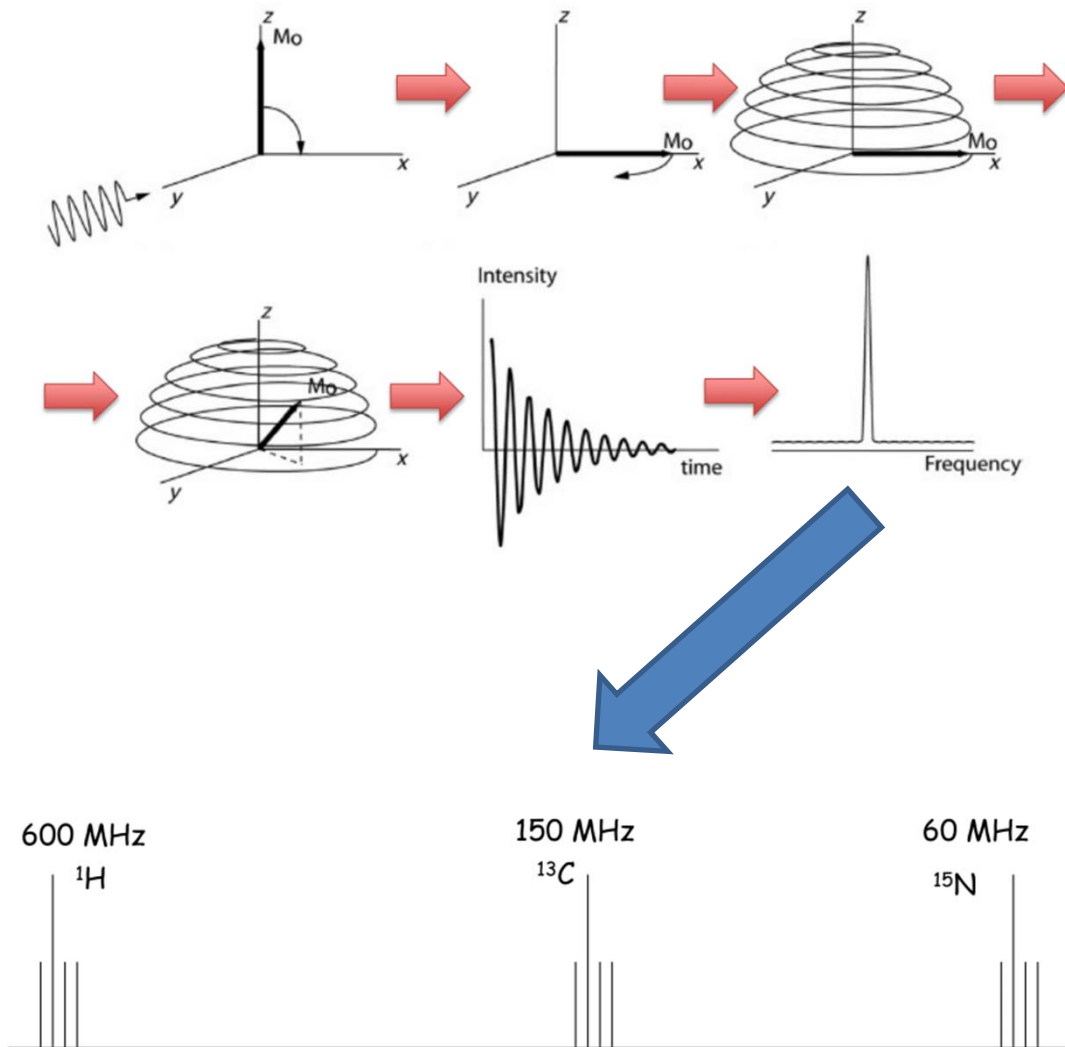 z
Mo
x
y
z
Mo
x
y
z
Mo
x
y
z
Mo
x
y
Intensity
time
Frequency
600 MHz
¹H
150 MHz
¹³C
60 MHz
¹⁵N